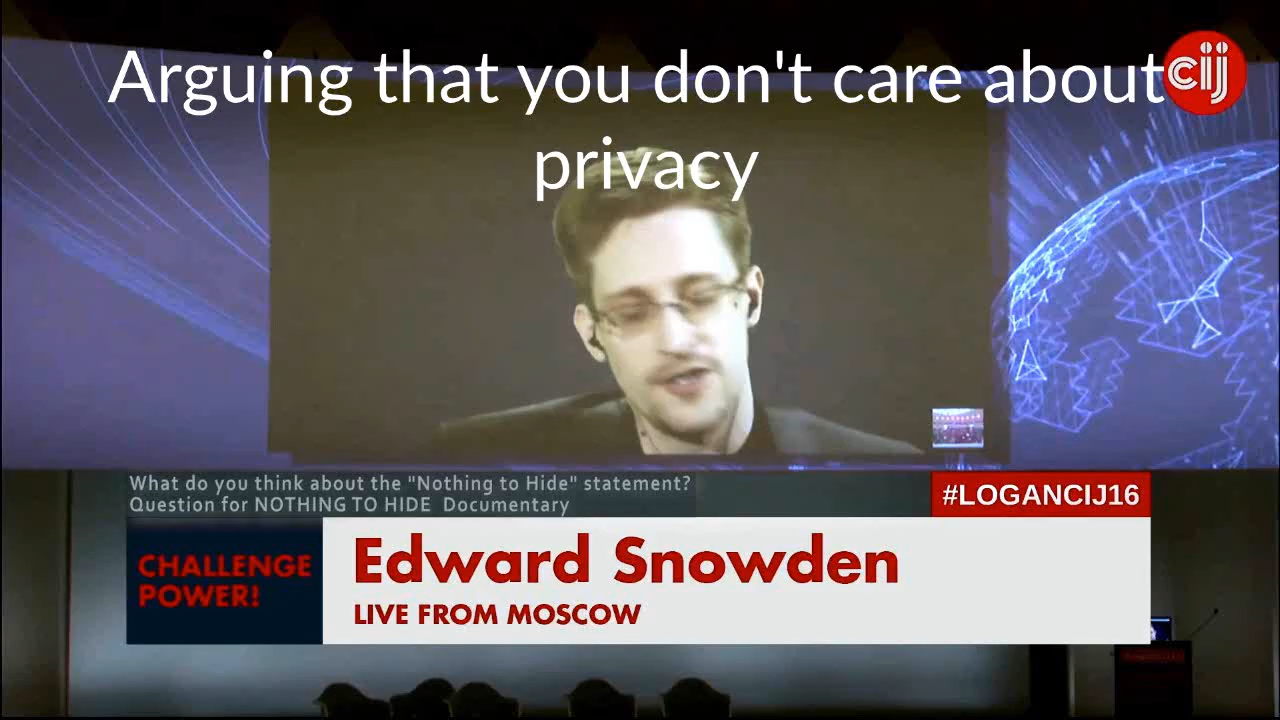 Arguing that you don't care about
privacy
cij
What do you think about the "Nothing to Hide" statement?
Question for NOTHING TO HIDE Documentary
#LOGANCIJ16
CHALLENGE
POWER!
Edward Snowden
LIVE FROM MOSCOW